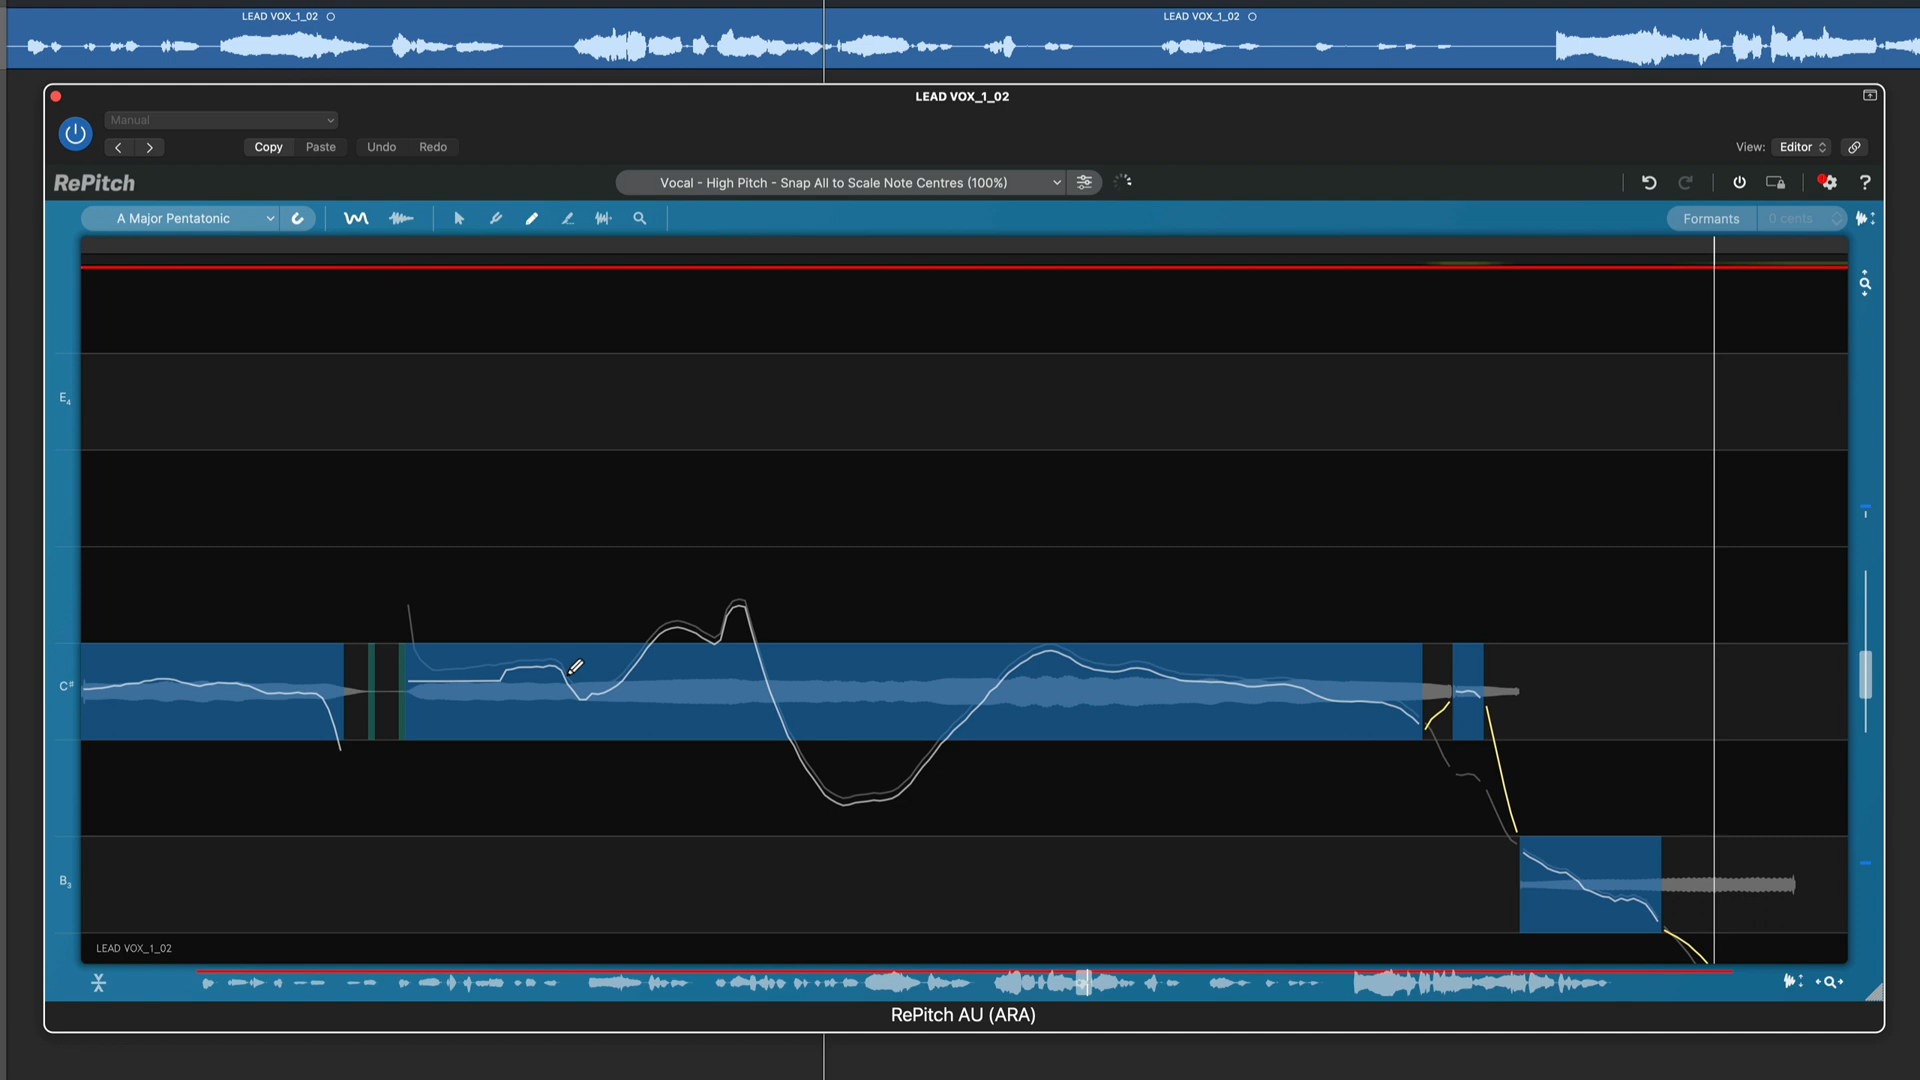 LEAD VOX_1_02
LEAD VOX_1_02
LEAD VOX_1_02
Manual
Copy Paste Undo Redo
View: Editor
RePitch
Vocal - High Pitch - Snap All to Scale Note Centres (100%)
?
A Major Pentatonic
Formants 0 cents
E4
C#
B3
LEAD VOX_1_02
RePitch AU (ARA)